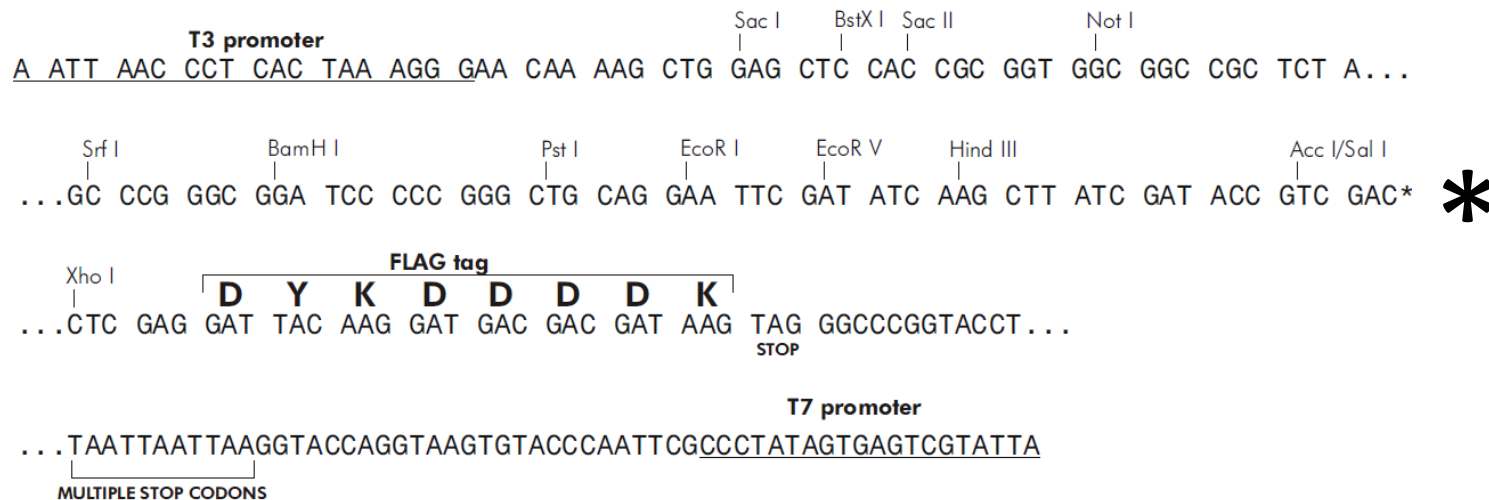 Sac I BstX I Sac II Not I
T3 promoter
A ATT AAC CCT CAC TAA AGG GAA CAA AAG CTG GAG CTC CAC CGC GGT GGC GGC CGC TCT A...
Srf I BamH I Pst I EcoR I EcoR V Hind III Acc I/Sal I
...GC CCG GGC GGA TCC CCC GGG CTG CAG GAA TTC GAT ATC AAG CTT ATC GAT ACC GTC GAC* *
Xho I FLAG tag
D Y K D D D D K
...CTC GAG GAT TAC AAG GAT GAC GAC GAT AAG TAG GGCCCGGTACCT...
STOP
T7 promoter
...TAATTAATTAAGGTACCAGGTAAGTGTACCCAATTCGCCCTATAGTGAGTCGTATTA
MULTIPLE STOP CODONS